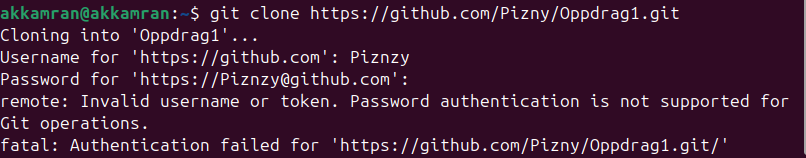 akkamran@akkamran:~$ git clone https://github.com/Pizny/Oppdrag1.git
Cloning into 'Oppdrag1'...
Username for 'https://github.com': Piznzy
Password for 'https://Piznzy@github.com':
remote: Invalid username or token. Password authentication is not supported for
Git operations.
fatal: Authentication failed for 'https://github.com/Pizny/Oppdrag1.git/'